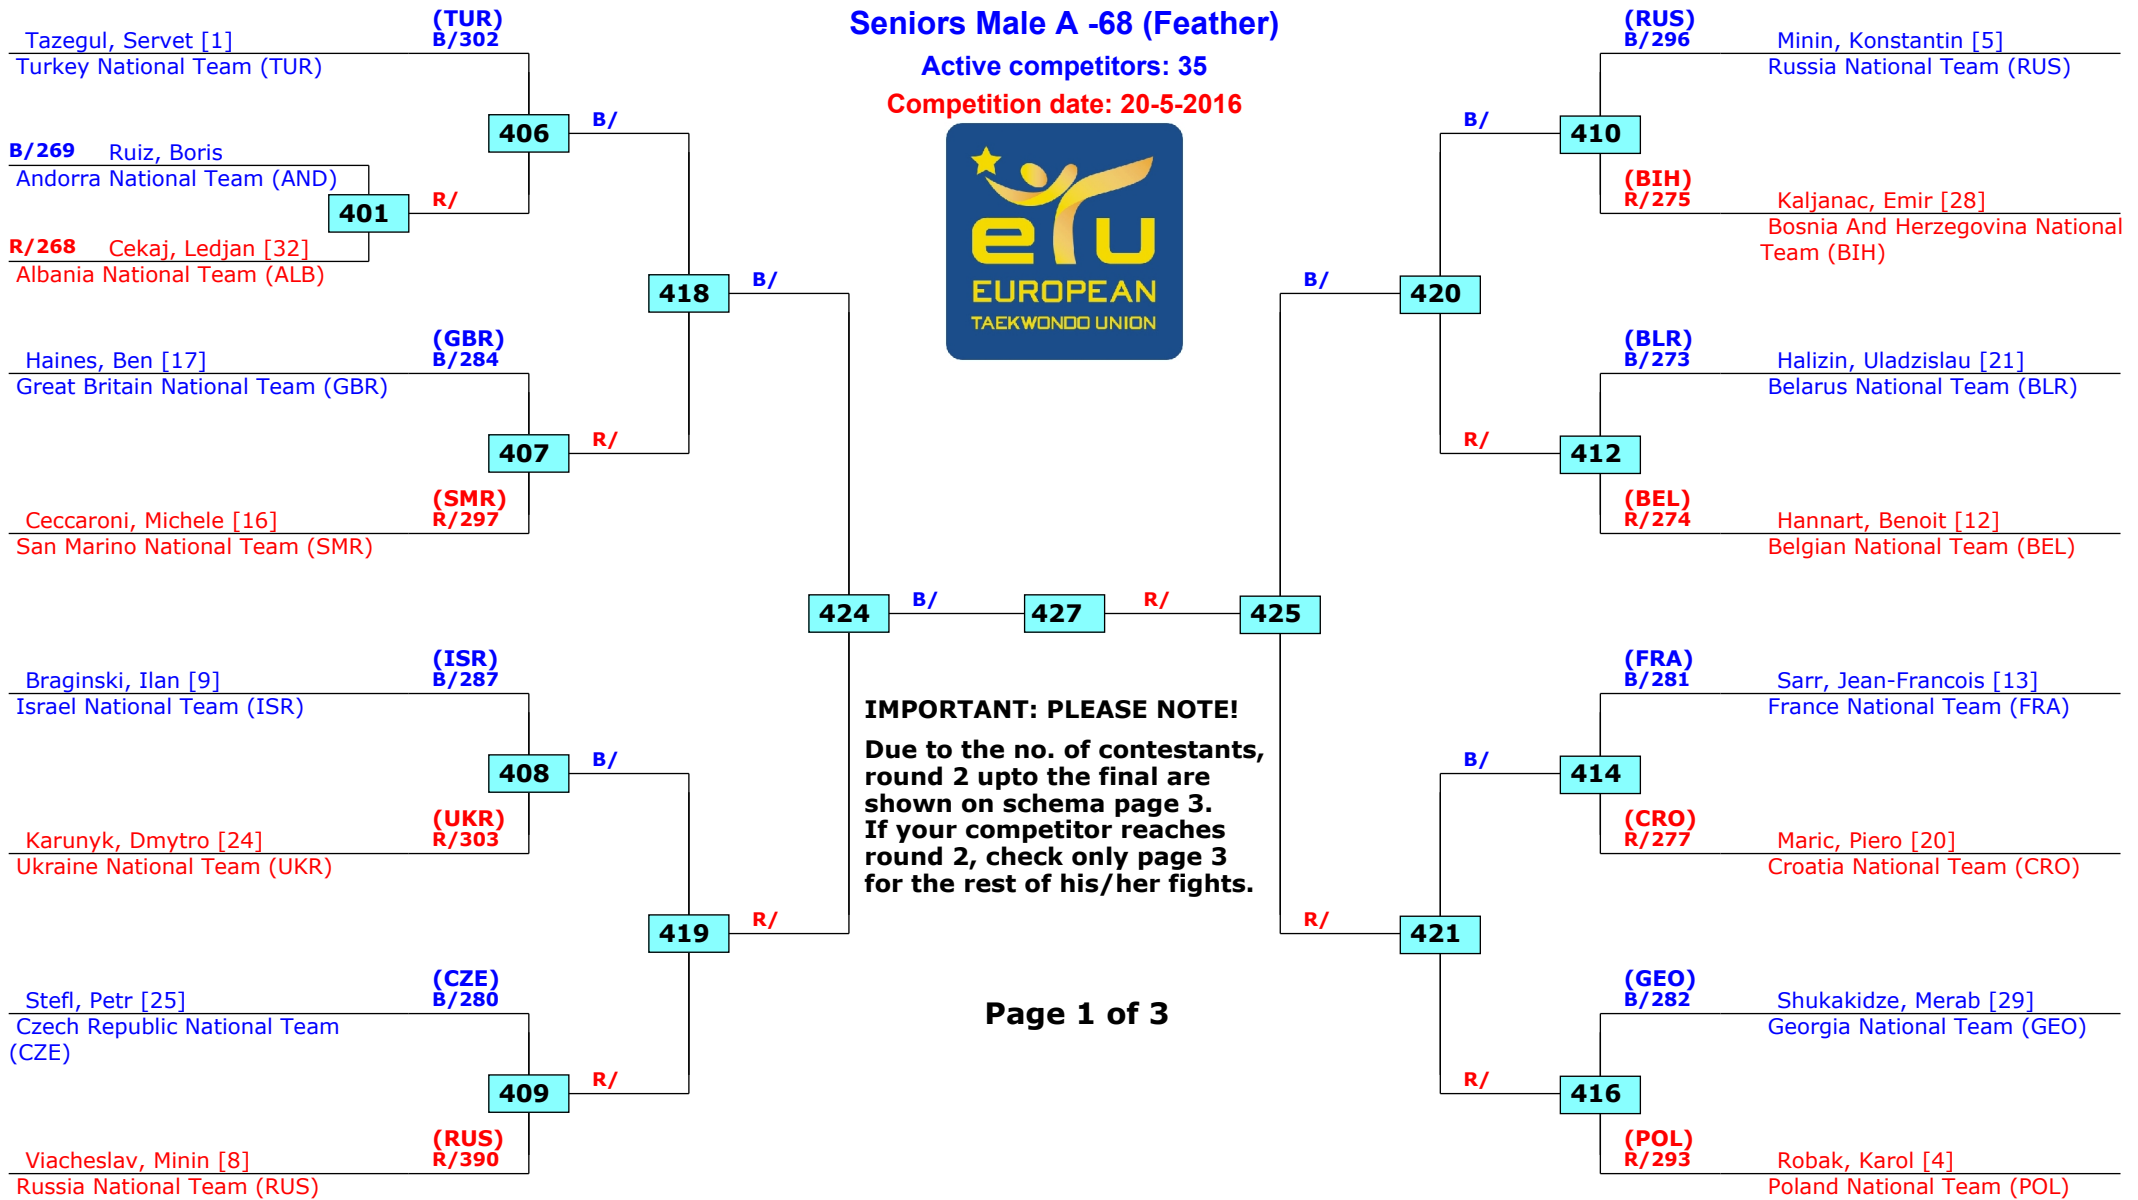 Seniors Male A -68 (Feather)
Active competitors: 35
Competition date: 20-5-2016
eTU
EUROPEAN
TAEKWONDO UNION
(TUR)
Tazegul, Servet [1] B/302
Turkey National Team (TUR)
406 B/
B/269 Ruiz, Boris
Andorra National Team (AND)
401 R/
R/268 Cekaj, Ledjan [32]
Albania National Team (ALB)
418 B/
(GBR)
Haines, Ben [17] B/284
Great Britain National Team (GBR)
407 R/
(SMR)
Ceccaroni, Michele [16] R/297
San Marino National Team (SMR)
424 B/ 427 R/ 425
(ISR)
Braginski, Ilan [9] B/287
Israel National Team (ISR)
408 B/
(UKR)
Karunyk, Dmytro [24] R/303
Ukraine National Team (UKR)
419 R/
(CZE)
Stefl, Petr [25] B/280
Czech Republic National Team
(CZE)
409 R/
(RUS)
Viacheslav, Minin [8] R/390
Russia National Team (RUS)
IMPORTANT: PLEASE NOTE!
Due to the no. of contestants,
round 2 upto the final are
shown on schema page 3.
If your competitor reaches
round 2, check only page 3
for the rest of his/her fights.
Page 1 of 3
(RUS)
B/296 Minin, Konstantin [5]
Russia National Team (RUS)
B/ 410
(BIH)
R/275 Kaljanac, Emir [28]
Bosnia And Herzegovina National
Team (BIH)
B/ 420
(BLR)
B/273 Halizin, Uladzislau [21]
Belarus National Team (BLR)
R/ 412
(BEL)
R/274 Hannart, Benoit [12]
Belgian National Team (BEL)
(FRA)
B/281 Sarr, Jean-Francois [13]
France National Team (FRA)
B/ 414
(CRO)
R/277 Maric, Piero [20]
Croatia National Team (CRO)
R/ 421
(GEO)
B/282 Shukakidze, Merab [29]
Georgia National Team (GEO)
R/ 416
(POL)
R/293 Robak, Karol [4]
Poland National Team (POL)